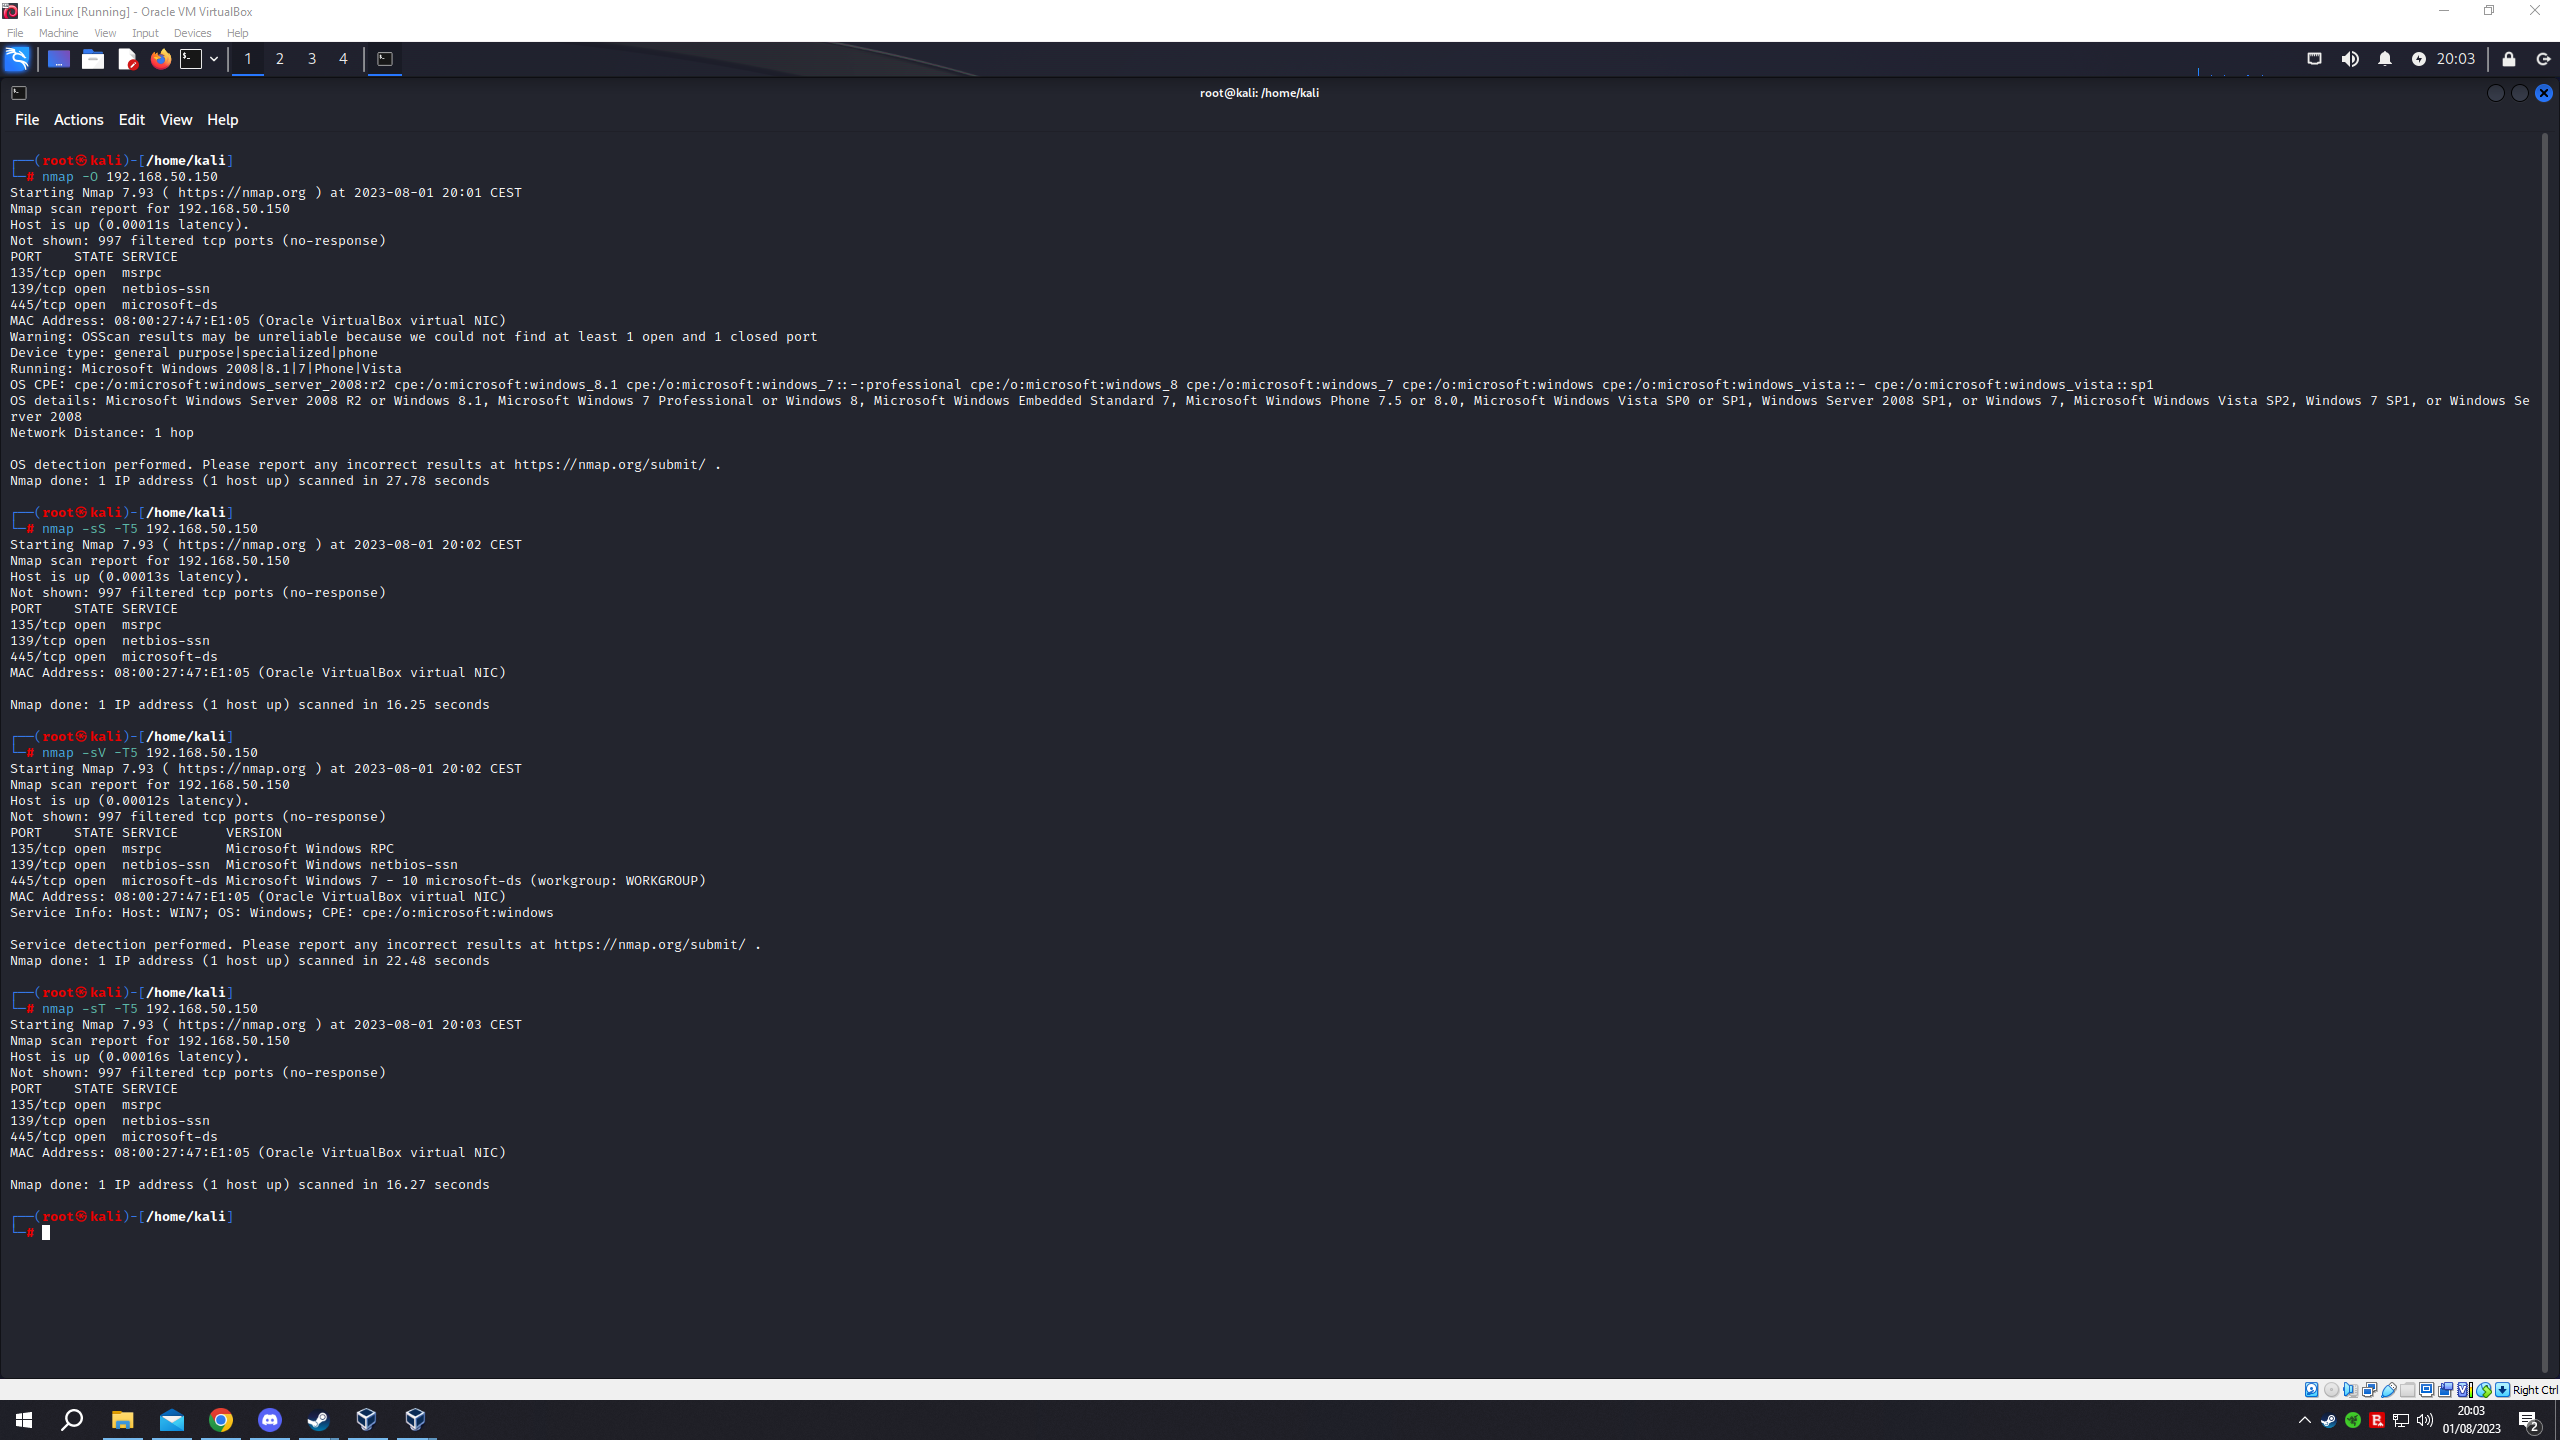 Kali Linux [Running] - Oracle VM VirtualBox
File Machine View Input Devices Help
1 2 3 4
20:03
root@kali: /home/kali
File Actions Edit View Help
┌──(root㉿kali)-[/home/kali]
└─# nmap -O 192.168.50.150
Starting Nmap 7.93 ( https://nmap.org ) at 2023-08-01 20:01 CEST
Nmap scan report for 192.168.50.150
Host is up (0.00011s latency).
Not shown: 997 filtered tcp ports (no-response)
PORT    STATE SERVICE
135/tcp open  msrpc
139/tcp open  netbios-ssn
445/tcp open  microsoft-ds
MAC Address: 08:00:27:47:E1:05 (Oracle VirtualBox virtual NIC)
Warning: OSScan results may be unreliable because we could not find at least 1 open and 1 closed port
Device type: general purpose|specialized|phone
Running: Microsoft Windows 2008|8.1|7|Phone|Vista
OS CPE: cpe:/o:microsoft:windows_server_2008:r2 cpe:/o:microsoft:windows_8.1 cpe:/o:microsoft:windows_7::-:professional cpe:/o:microsoft:windows_8 cpe:/o:microsoft:windows_7 cpe:/o:microsoft:windows cpe:/o:microsoft:windows_vista::- cpe:/o:microsoft:windows_vista::sp1
OS details: Microsoft Windows Server 2008 R2 or Windows 8.1, Microsoft Windows 7 Professional or Windows 8, Microsoft Windows Embedded Standard 7, Microsoft Windows Phone 7.5 or 8.0, Microsoft Windows Vista SP0 or SP1, Windows Server 2008 SP1, or Windows 7, Microsoft Windows Vista SP2, Windows 7 SP1, or Windows Se
rver 2008
Network Distance: 1 hop
OS detection performed. Please report any incorrect results at https://nmap.org/submit/ .
Nmap done: 1 IP address (1 host up) scanned in 27.78 seconds
┌──(root㉿kali)-[/home/kali]
└─# nmap -sS -T5 192.168.50.150
Starting Nmap 7.93 ( https://nmap.org ) at 2023-08-01 20:02 CEST
Nmap scan report for 192.168.50.150
Host is up (0.00013s latency).
Not shown: 997 filtered tcp ports (no-response)
PORT    STATE SERVICE
135/tcp open  msrpc
139/tcp open  netbios-ssn
445/tcp open  microsoft-ds
MAC Address: 08:00:27:47:E1:05 (Oracle VirtualBox virtual NIC)
Nmap done: 1 IP address (1 host up) scanned in 16.25 seconds
┌──(root㉿kali)-[/home/kali]
└─# nmap -sV -T5 192.168.50.150
Starting Nmap 7.93 ( https://nmap.org ) at 2023-08-01 20:02 CEST
Nmap scan report for 192.168.50.150
Host is up (0.00012s latency).
Not shown: 997 filtered tcp ports (no-response)
PORT    STATE SERVICE      VERSION
135/tcp open  msrpc        Microsoft Windows RPC
139/tcp open  netbios-ssn  Microsoft Windows netbios-ssn
445/tcp open  microsoft-ds Microsoft Windows 7 - 10 microsoft-ds (workgroup: WORKGROUP)
MAC Address: 08:00:27:47:E1:05 (Oracle VirtualBox virtual NIC)
Service Info: Host: WIN7; OS: Windows; CPE: cpe:/o:microsoft:windows
Service detection performed. Please report any incorrect results at https://nmap.org/submit/ .
Nmap done: 1 IP address (1 host up) scanned in 22.48 seconds
┌──(root㉿kali)-[/home/kali]
└─# nmap -sT -T5 192.168.50.150
Starting Nmap 7.93 ( https://nmap.org ) at 2023-08-01 20:03 CEST
Nmap scan report for 192.168.50.150
Host is up (0.00016s latency).
Not shown: 997 filtered tcp ports (no-response)
PORT    STATE SERVICE
135/tcp open  msrpc
139/tcp open  netbios-ssn
445/tcp open  microsoft-ds
MAC Address: 08:00:27:47:E1:05 (Oracle VirtualBox virtual NIC)
Nmap done: 1 IP address (1 host up) scanned in 16.27 seconds
┌──(root㉿kali)-[/home/kali]
└─#
Right Ctrl
20:03
01/08/2023
2